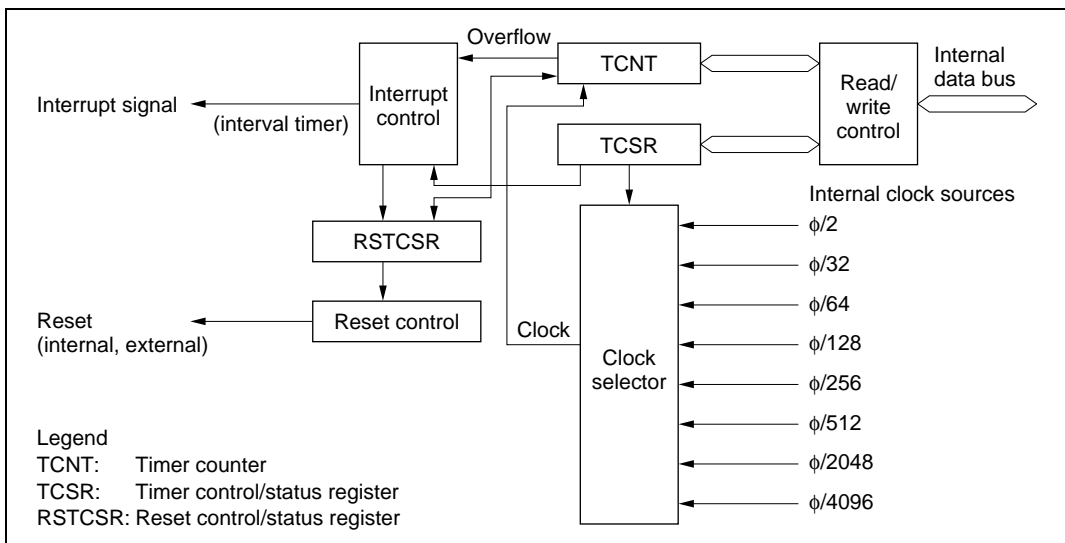 Overflow
TCNT
Internal
data bus
Read/
write
control
Interrupt
control
Interrupt signal
(interval timer)
TCSR
Internal clock sources
RSTCSR
ϕ/2
ϕ/32
ϕ/64
Reset control
Reset
(internal, external)
Clock
ϕ/128
Clock
selector
ϕ/256
ϕ/512
ϕ/2048
ϕ/4096
Legend
TCNT: Timer counter
TCSR: Timer control/status register
RSTCSR: Reset control/status register